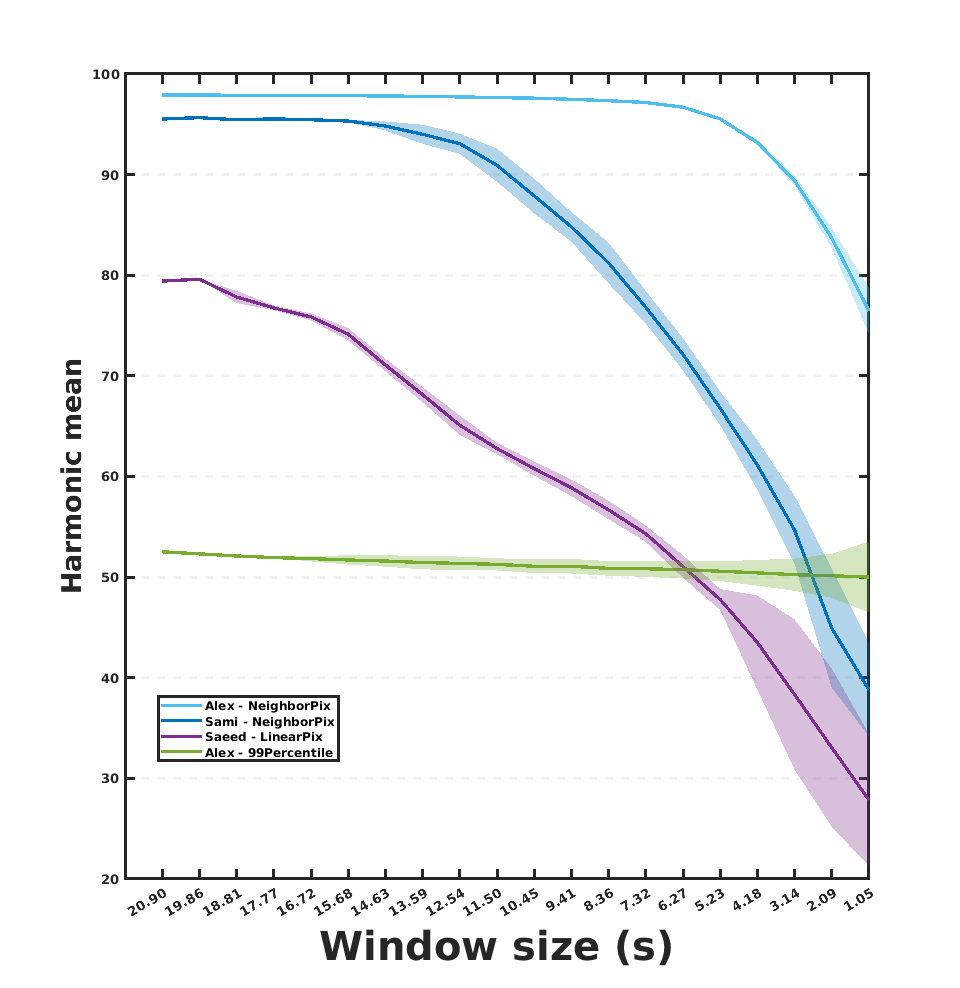 100
90
80
70
60
50
40
30
20
Harmonic mean
Alex - NeighborPix
Sami - NeighborPix
Saeed - LinearPix
Alex - 99Percentile
20.90 19.86 18.81 17.77 16.72 15.68 14.63 13.59 12.54 11.50 10.45 9.41 8.36 7.32 6.27 5.23 4.18 3.14 2.09 1.05
Window size (s)